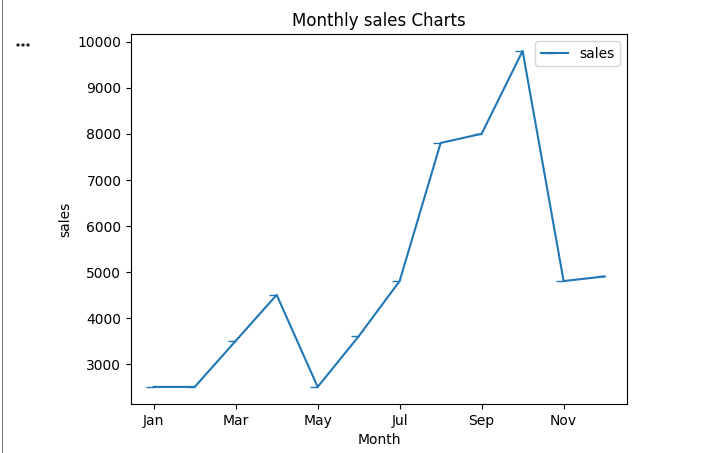 Monthly sales Charts
...
sales
10000
9000
8000
7000
6000
5000
4000
3000
sales
Jan Mar May Jul Sep Nov
Month